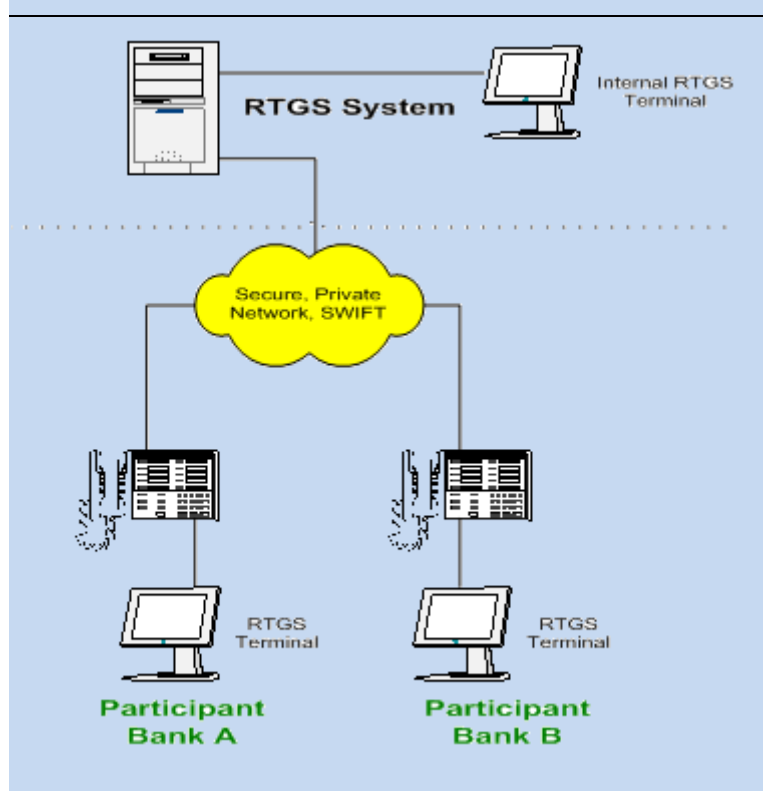 Internal RTGS
Terminal
RTGS System
Secure, Private
Network, SWIFT
RTGS
Terminal
RTGS
Terminal
Participant
Bank A
Participant
Bank B